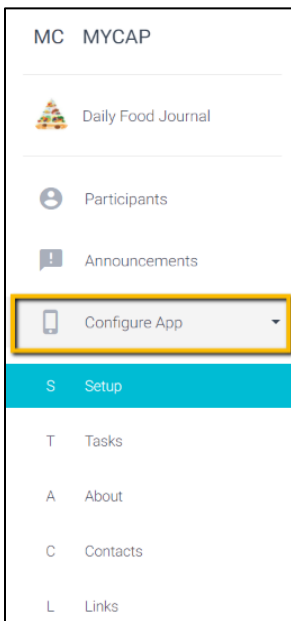 MC MYCAP
Daily Food Journal
Participants
Announcements
Configure App
S Setup
T Tasks
A About
C Contacts
L Links